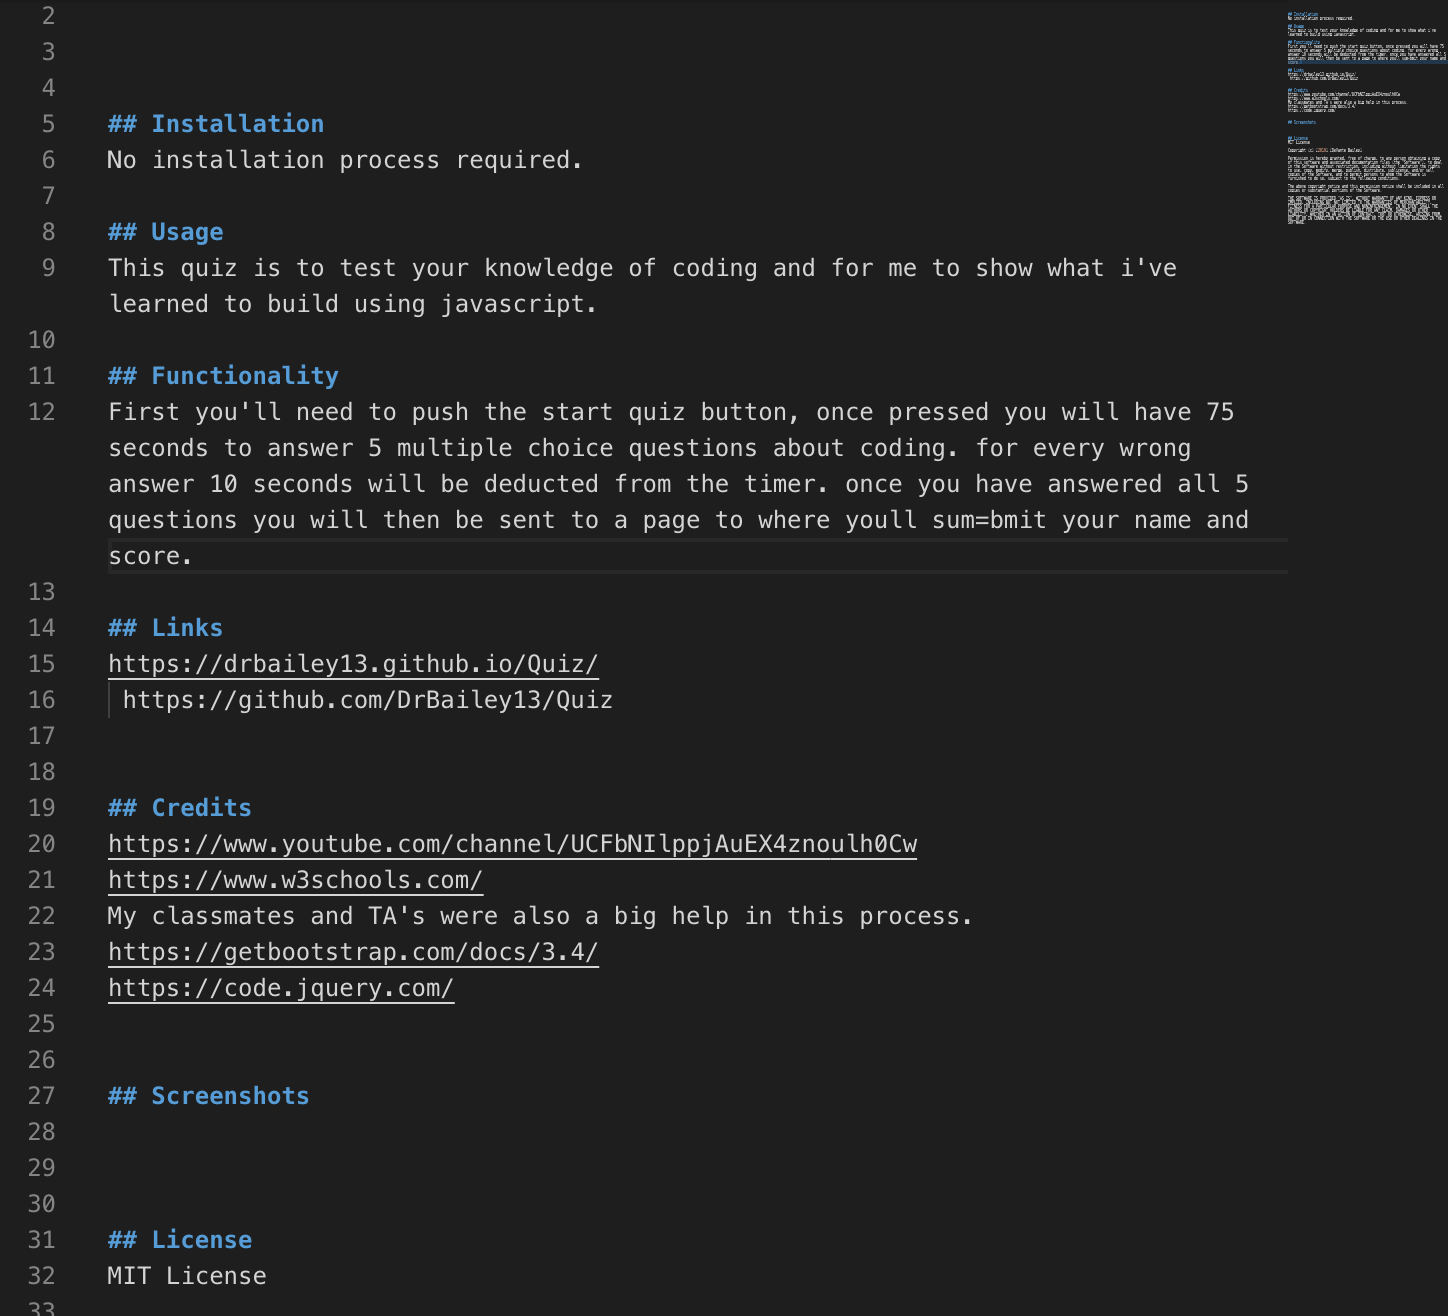 2
3
4
5 ## Installation
6 No installation process required.
7
8 ## Usage
9 This quiz is to test your knowledge of coding and for me to show what i've
learned to build using javascript.
10
11 ## Functionality
12 First you'll need to push the start quiz button, once pressed you will have 75
seconds to answer 5 multiple choice questions about coding. for every wrong
answer 10 seconds will be deducted from the timer. once you have answered all 5
questions you will then be sent to a page to where youll sum=bmit your name and
score.
13
14 ## Links
15 https://drbailey13.github.io/Quiz/
16 https://github.com/DrBailey13/Quiz
17
18
19 ## Credits
20 https://www.youtube.com/channel/UCFbNIlppjAuEX4znoulh0Cw
21 https://www.w3schools.com/
22 My classmates and TA's were also a big help in this process.
23 https://getbootstrap.com/docs/3.4/
24 https://code.jquery.com/
25
26
27 ## Screenshots
28
29
30
31 ## License
32 MIT License
33